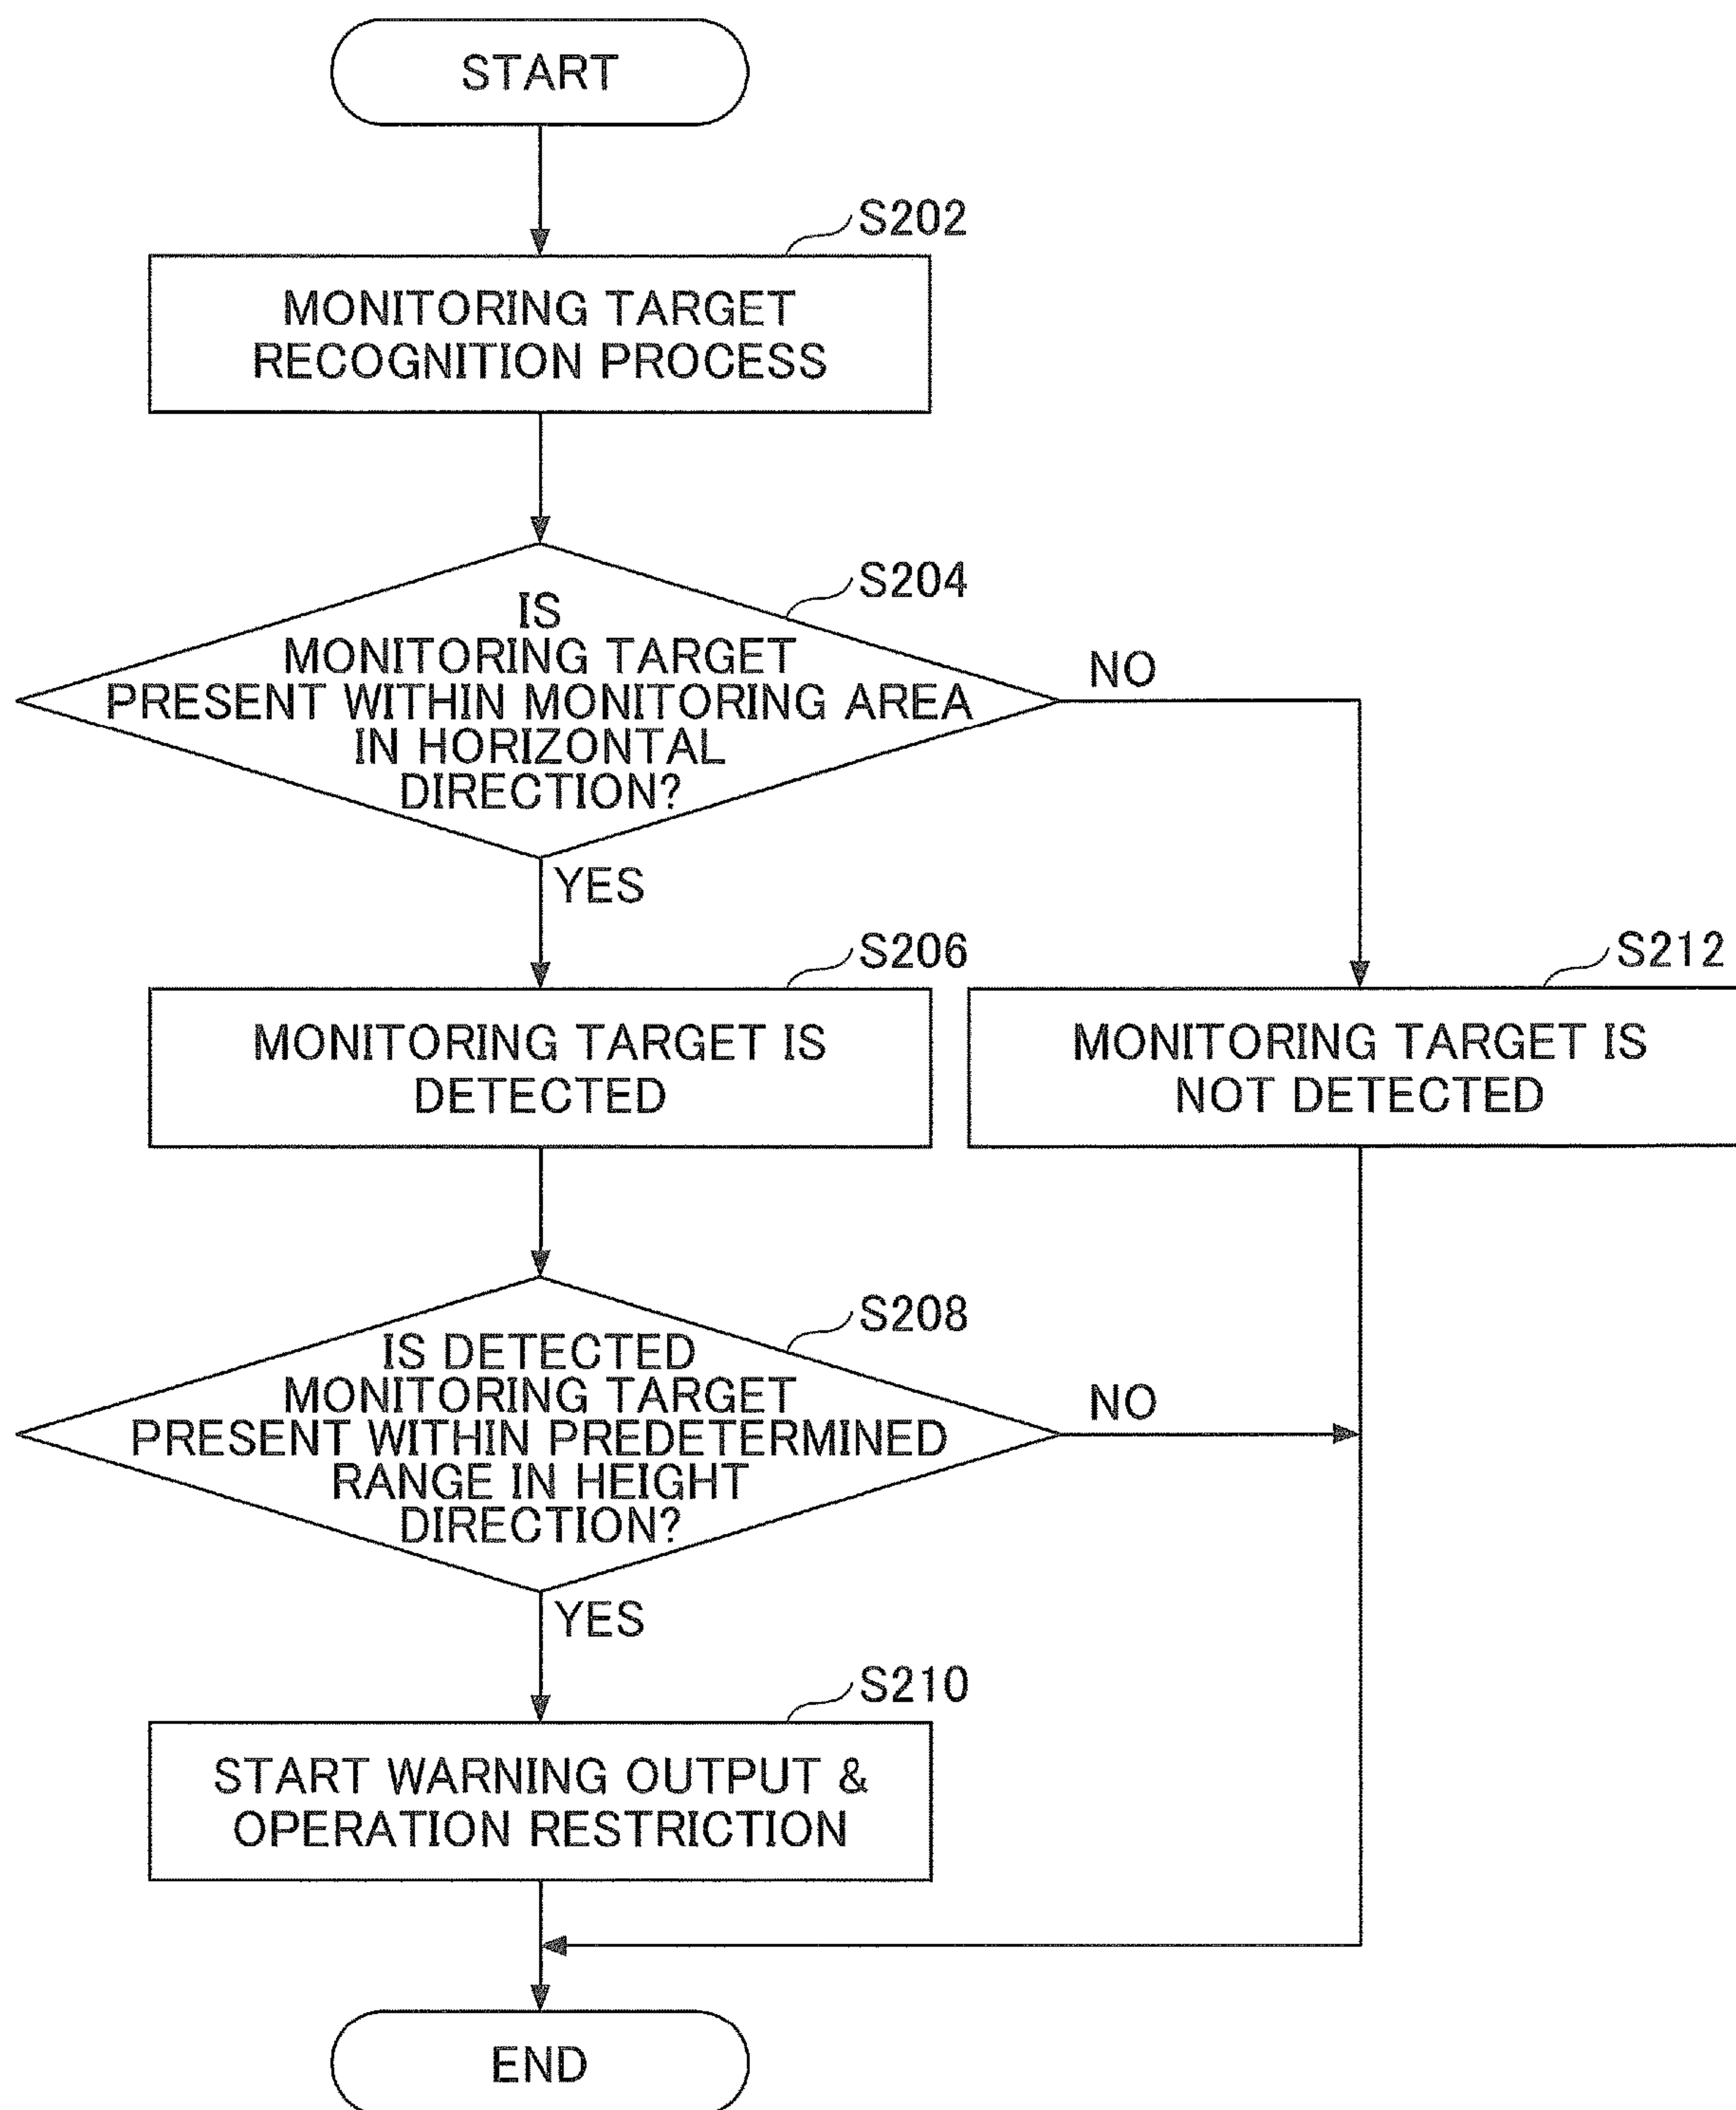 START
S202
MONITORING TARGET
RECOGNITION PROCESS
S204
IS
MONITORING TARGET
PRESENT WITHIN MONITORING AREA
IN HORIZONTAL
DIRECTION?
NO
YES
S206
MONITORING TARGET IS
DETECTED
S212
MONITORING TARGET IS
NOT DETECTED
S208
IS DETECTED
MONITORING TARGET
PRESENT WITHIN PREDETERMINED
RANGE IN HEIGHT
DIRECTION?
NO
YES
S210
START WARNING OUTPUT &
OPERATION RESTRICTION
END